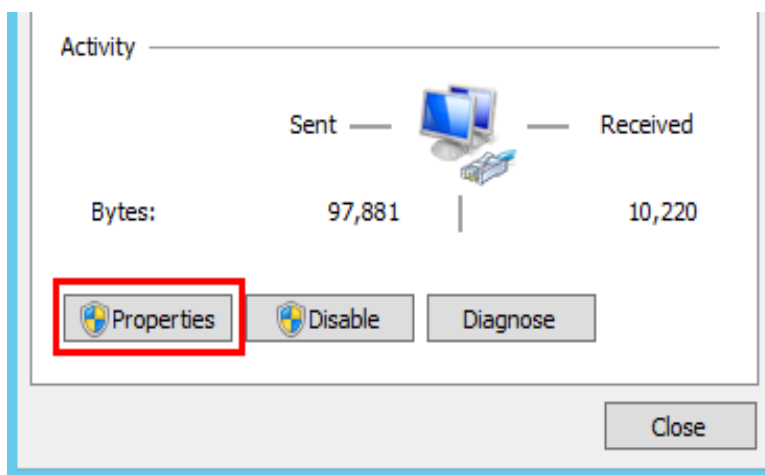 Activity
Sent Received
Bytes: 97,881 10,220
Properties Disable Diagnose
Close